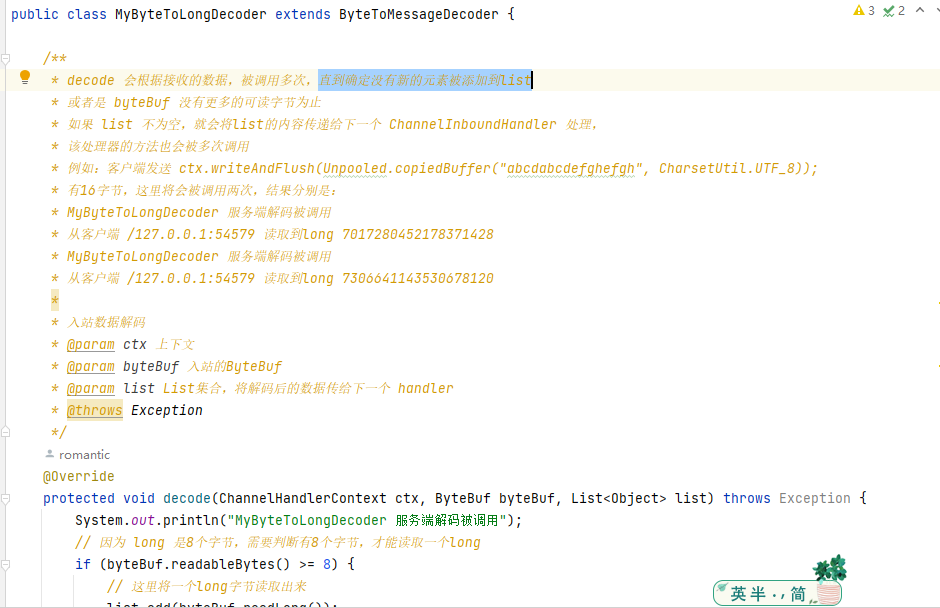 public class MyByteToLongDecoder extends ByteToMessageDecoder {
3 2
/**
* decode 会根据接收的数据，被调用多次，直到确定没有新的元素被添加到list
* 或者是 byteBuf 没有更多的可读字节为止
* 如果 list 不为空，就会将list的内容传递给下一个 ChannelInboundHandler 处理，
* 该处理器的方法也会被多次调用
* 例如：客户端发送 ctx.writeAndFlush(Unpooled.copiedBuffer("abcdabcdefghefgh", CharsetUtil.UTF_8));
* 有16字节，这里将会被调用两次，结果分别是：
* MyByteToLongDecoder 服务端解码被调用
* 从客户端 /127.0.0.1:54579 读取到long 7017280452178371428
* MyByteToLongDecoder 服务端解码被调用
* 从客户端 /127.0.0.1:54579 读取到long 7306641143530678120
*
* 入站数据解码
* @param ctx 上下文
* @param byteBuf 入站的ByteBuf
* @param list List集合，将解码后的数据传给下一个 handler
* @throws Exception
*/
romantic
@Override
protected void decode(ChannelHandlerContext ctx, ByteBuf byteBuf, List<Object> list) throws Exception {
System.out.println("MyByteToLongDecoder 服务端解码被调用");
// 因为 long 是8个字节，需要判断有8个字节，才能读取一个long
if (byteBuf.readableBytes() >= 8) {
// 这里将一个long字节读取出来
list.add(byteBuf.readLong());
英 半 ·, 简